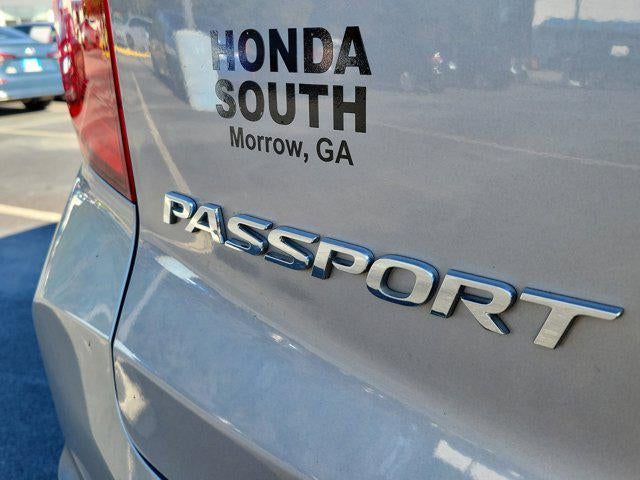 HONDA
SOUTH
Morrow, GA
PASSPORT